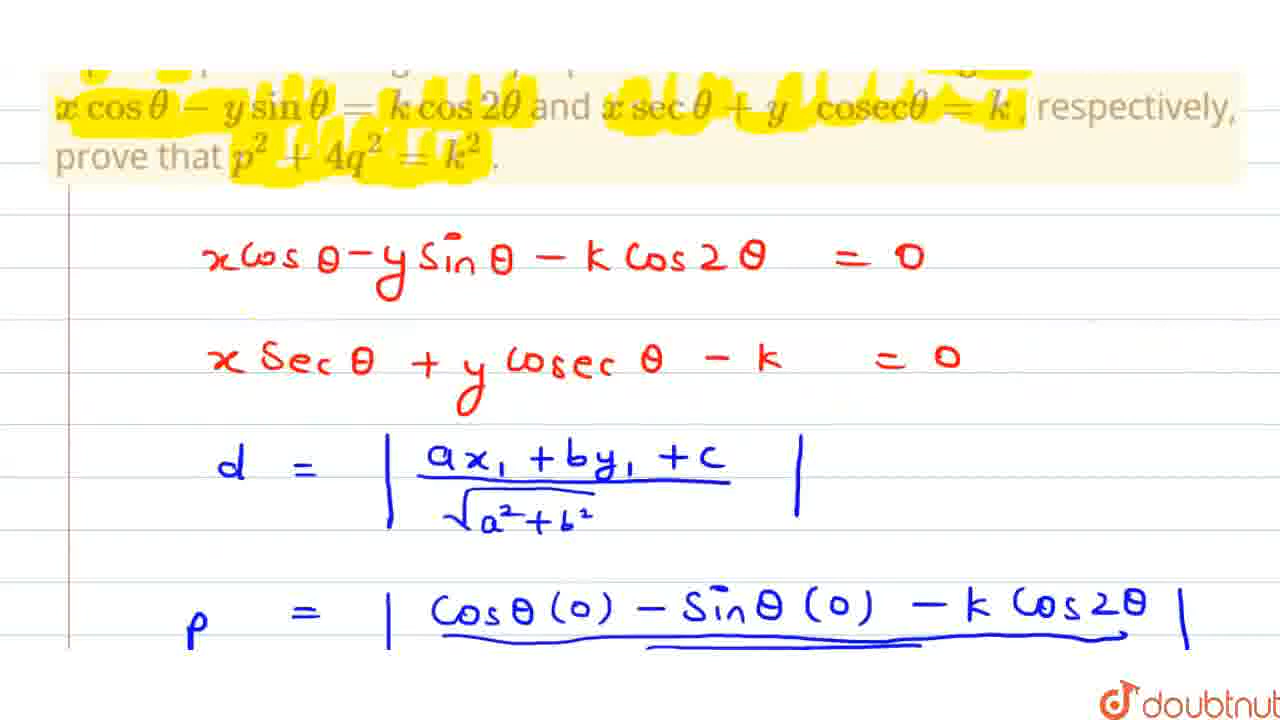 x cos θ − y sin θ = k cos 2θ and x sec θ + y cosecθ = k , respectively,
prove that p² + 4q² = k² .
x cos θ − y sin θ − k cos 2θ = 0
x Sec θ + y cosec θ − k = 0
d = | ax₁ + by₁ + c
√a² + b² |
p = | cos θ (0) − sin θ (0) − k cos 2θ |
doubtnut